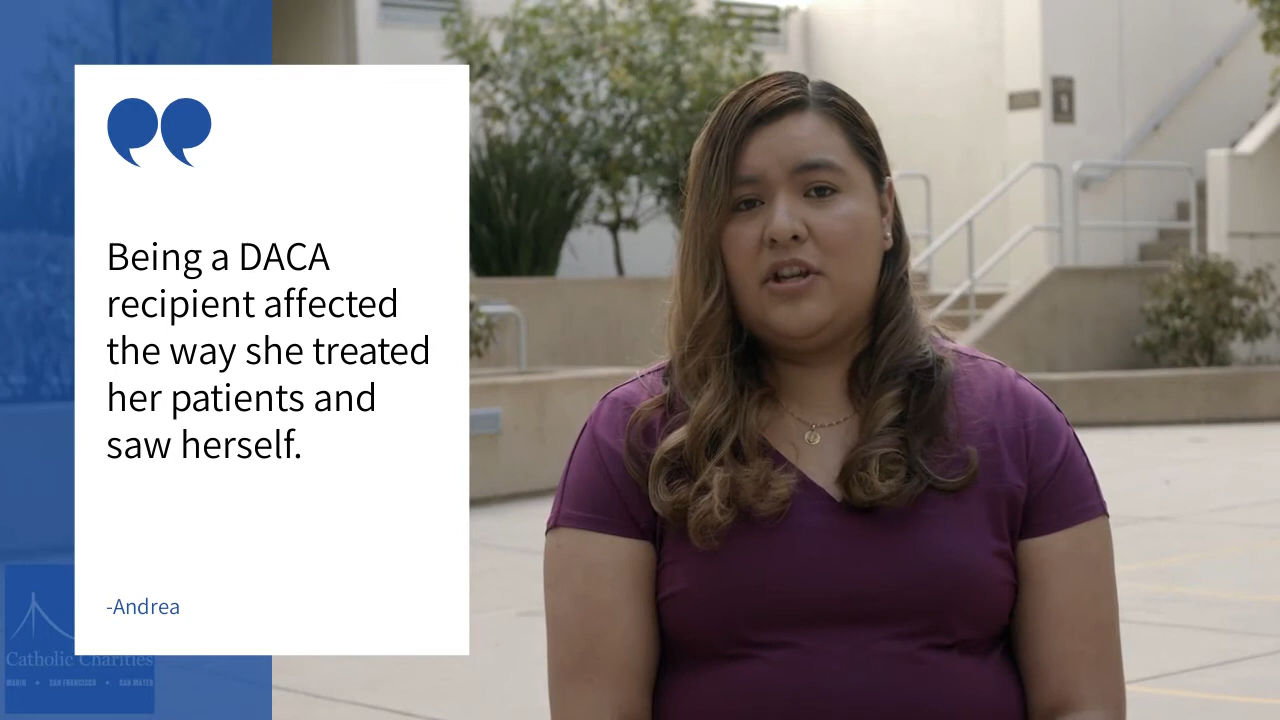 Being a DACA
recipient affected
the way she treated
her patients and
saw herself.
-Andrea
Catholic Charities
MARIN • SAN FRANCISCO • SAN MATEO